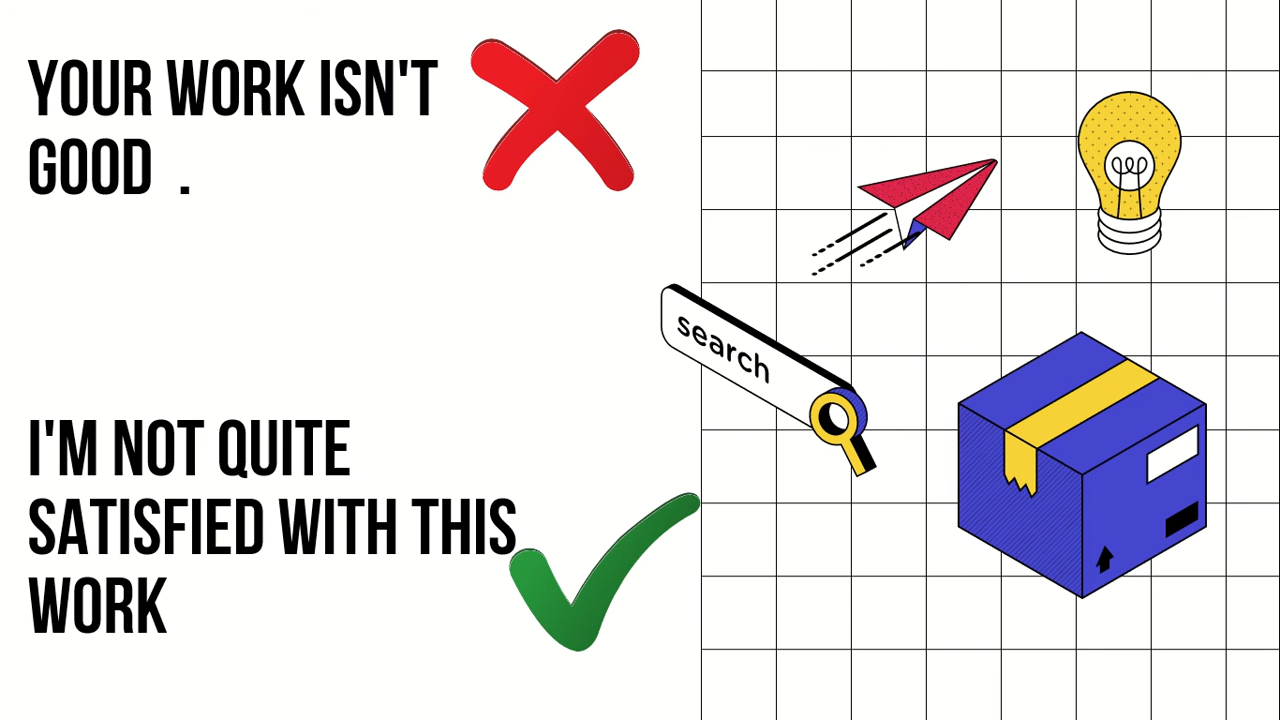 YOUR WORK ISN'T
GOOD .
search
I'M NOT QUITE
SATISFIED WITH THIS
WORK